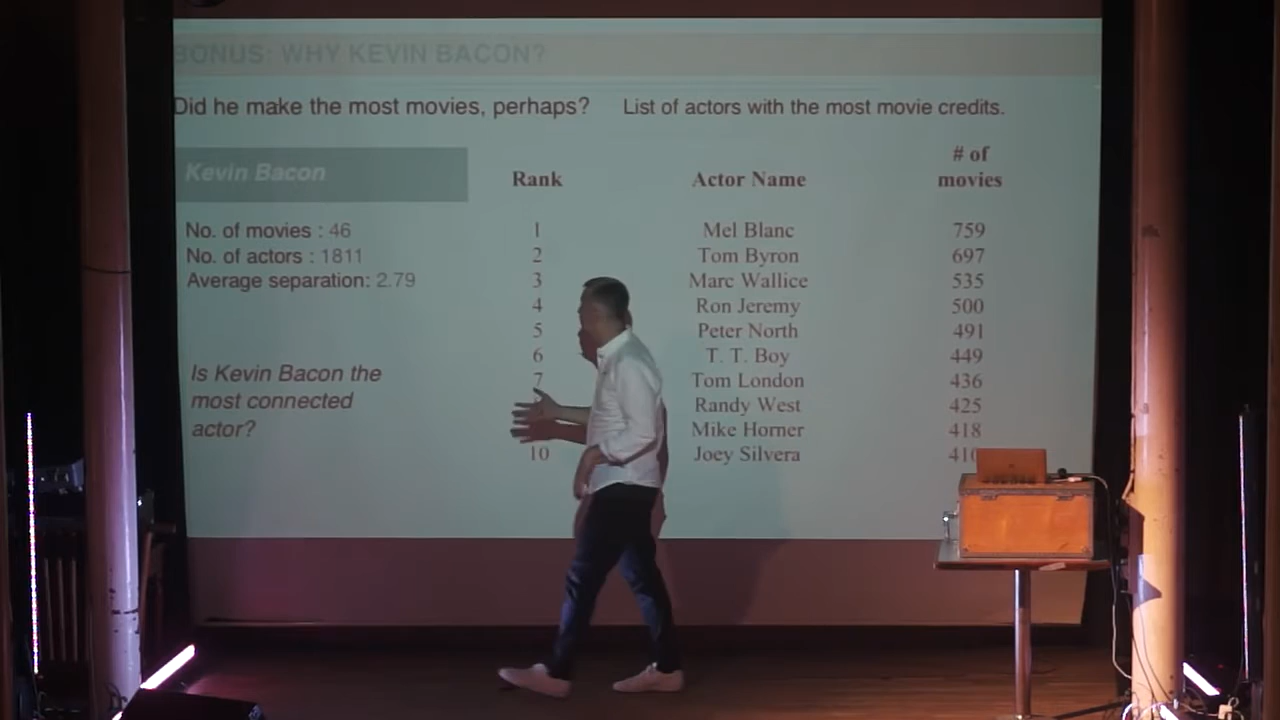 BONUS: WHY KEVIN BACON?
Did he make the most movies, perhaps? List of actors with the most movie credits.
Kevin Bacon
No. of movies : 46
No. of actors : 1811
Average separation: 2.79
Is Kevin Bacon the
most connected
actor?
Rank Actor Name # of movies
1 Mel Blanc 759
2 Tom Byron 697
3 Marc Wallice 535
4 Ron Jeremy 500
5 Peter North 491
6 T. T. Boy 449
7 Tom London 436
Randy West 425
Mike Horner 418
10 Joey Silvera 410